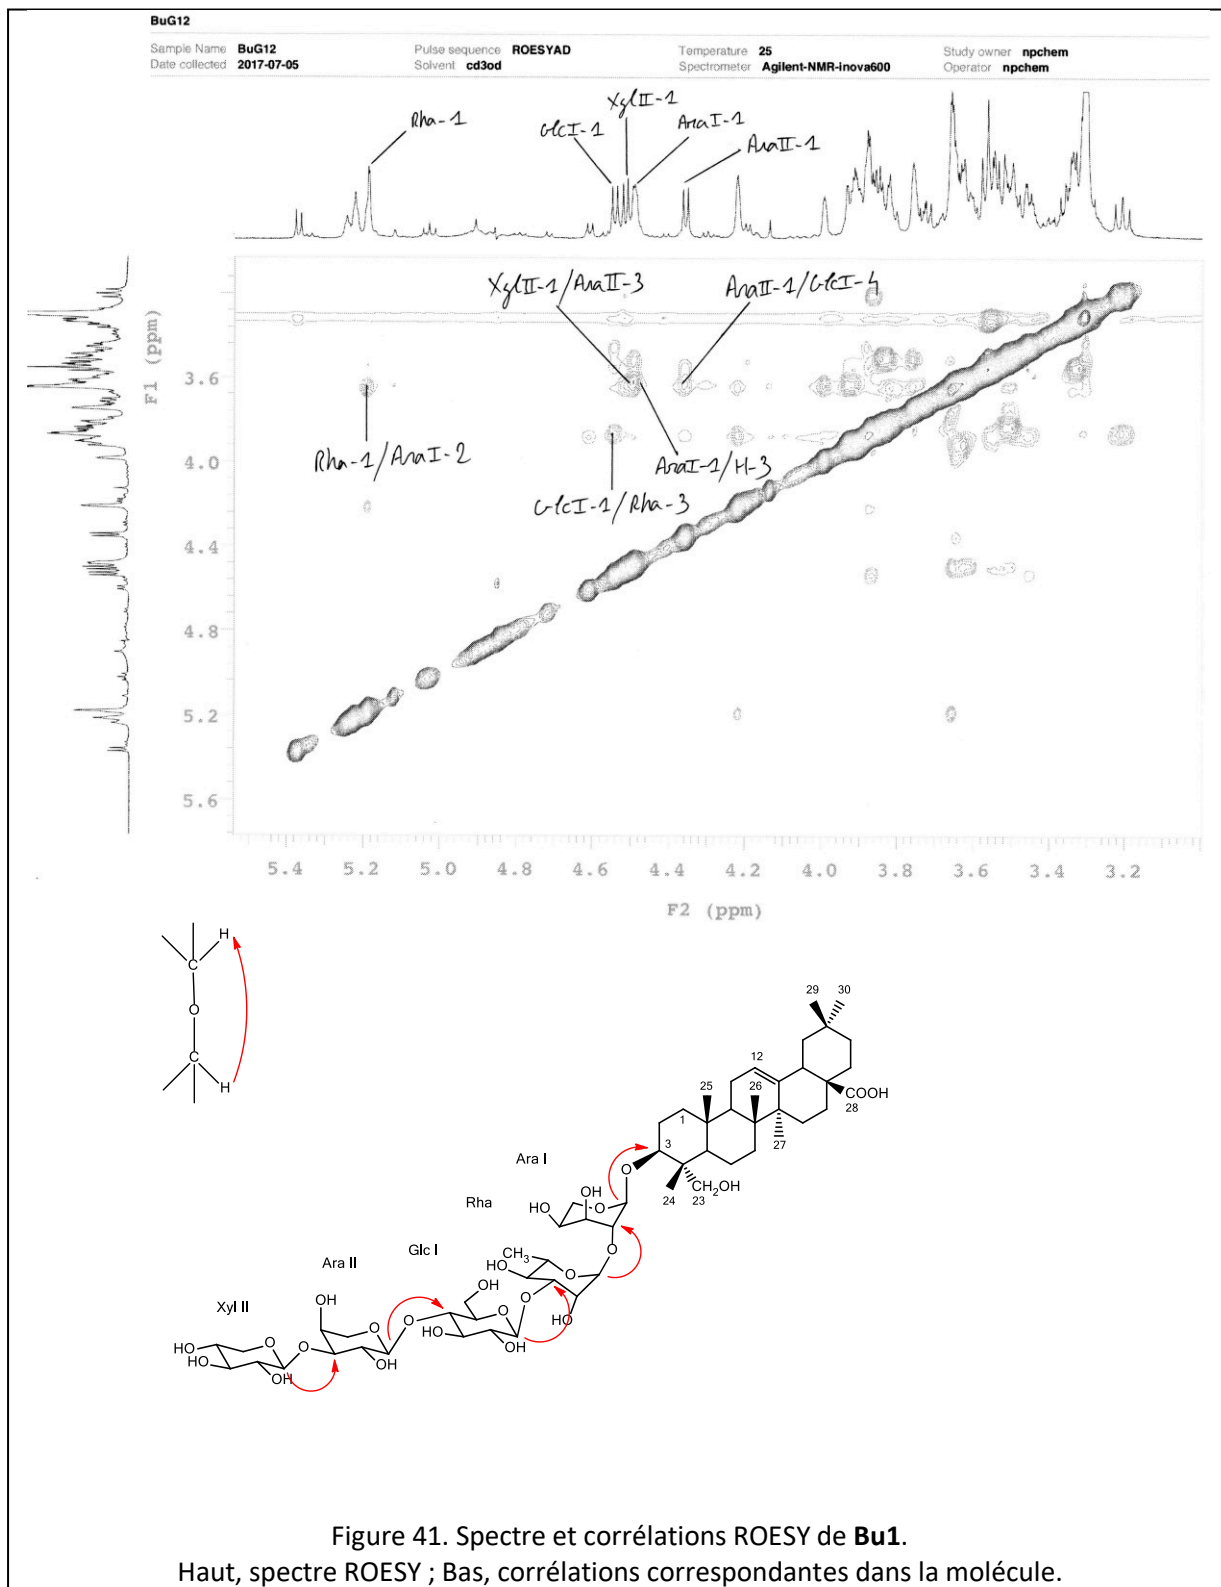 BuG12
Sample Name BuG12 Pulse sequence ROESYAD Temperature 25 Study owner npchem
Date collected 2017-07-05 Solvent cd3od Spectrometer Agilent-NMR-inova600 Operator npchem
Rha-1
GlcI-1
XylII-1
AraI-1
AraII-1
XylII-1/AraII-3
AraII-1/GlcI-4
Rha-1/AraI-2
GlcI-1/Rha-3
AraI-1/H-3
F1 (ppm)
3.6
4.0
4.4
4.8
5.2
5.6
5.4 5.2 5.0 4.8 4.6 4.4 4.2 4.0 3.8 3.6 3.4 3.2
F2 (ppm)
H
C
O
C
H
29 30
12
25 26
COOH
28
1
27
3
O
CH2OH
24 23
Ara I
OH
HO O
HO
O
Rha
CH3
HO O
O
HO
Glc I
OH
O
O
HO
OH
Ara II
OH
O
O
OH
Xyl II
HO O
HO O
OH
Figure 41. Spectre et corrélations ROESY de Bu1.
Haut, spectre ROESY ; Bas, corrélations correspondantes dans la molécule.